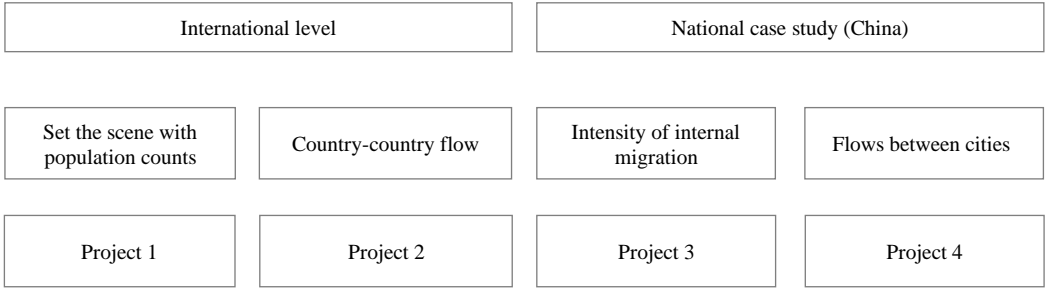 International level
National case study (China)
Set the scene with
population counts
Country-country flow
Intensity of internal
migration
Flows between cities
Project 1
Project 2
Project 3
Project 4